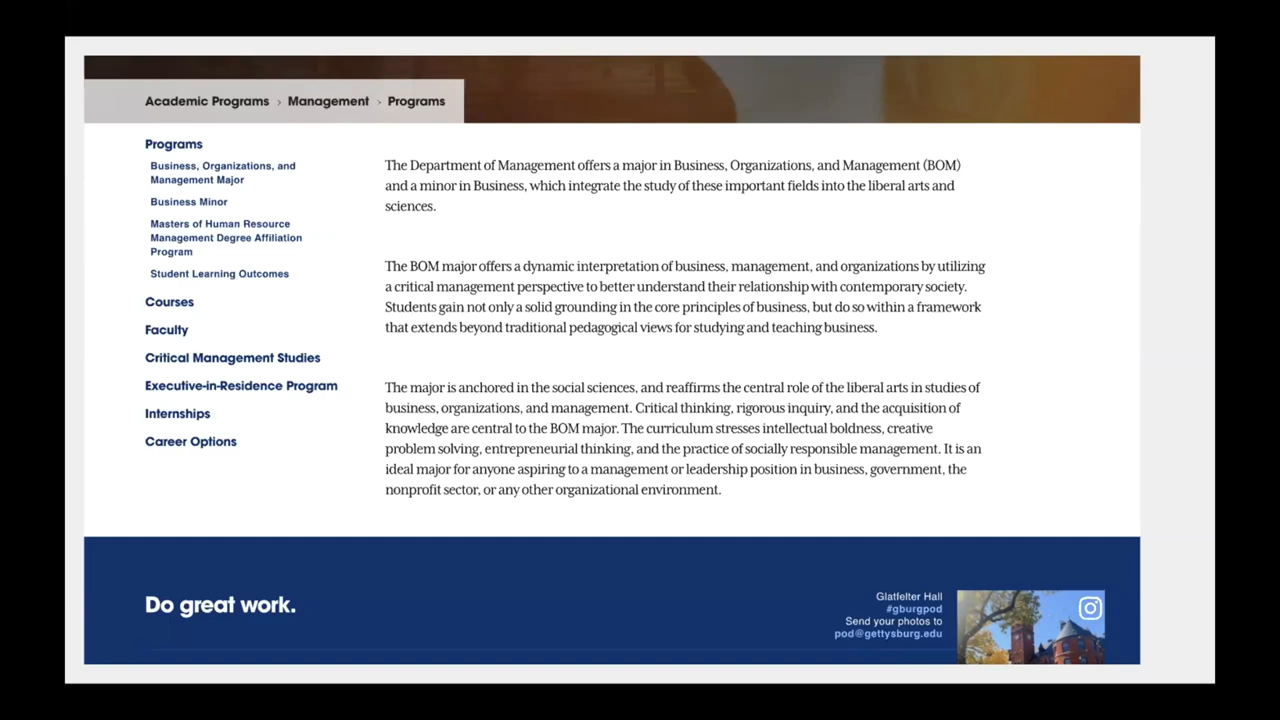 Academic Programs › Management › Programs
Programs
Business, Organizations, and
Management Major
Business Minor
Masters of Human Resource
Management Degree Affiliation
Program
Student Learning Outcomes
Courses
Faculty
Critical Management Studies
Executive-in-Residence Program
Internships
Career Options
The Department of Management offers a major in Business, Organizations, and Management (BOM)
and a minor in Business, which integrate the study of these important fields into the liberal arts and
sciences.
The BOM major offers a dynamic interpretation of business, management, and organizations by utilizing
a critical management perspective to better understand their relationship with contemporary society.
Students gain not only a solid grounding in the core principles of business, but do so within a framework
that extends beyond traditional pedagogical views for studying and teaching business.
The major is anchored in the social sciences, and reaffirms the central role of the liberal arts in studies of
business, organizations, and management. Critical thinking, rigorous inquiry, and the acquisition of
knowledge are central to the BOM major. The curriculum stresses intellectual boldness, creative
problem solving, entrepreneurial thinking, and the practice of socially responsible management. It is an
ideal major for anyone aspiring to a management or leadership position in business, government, the
nonprofit sector, or any other organizational environment.
Do great work.
Glatfelter Hall
#gburgpod
Send your photos to
pod@gettysburg.edu